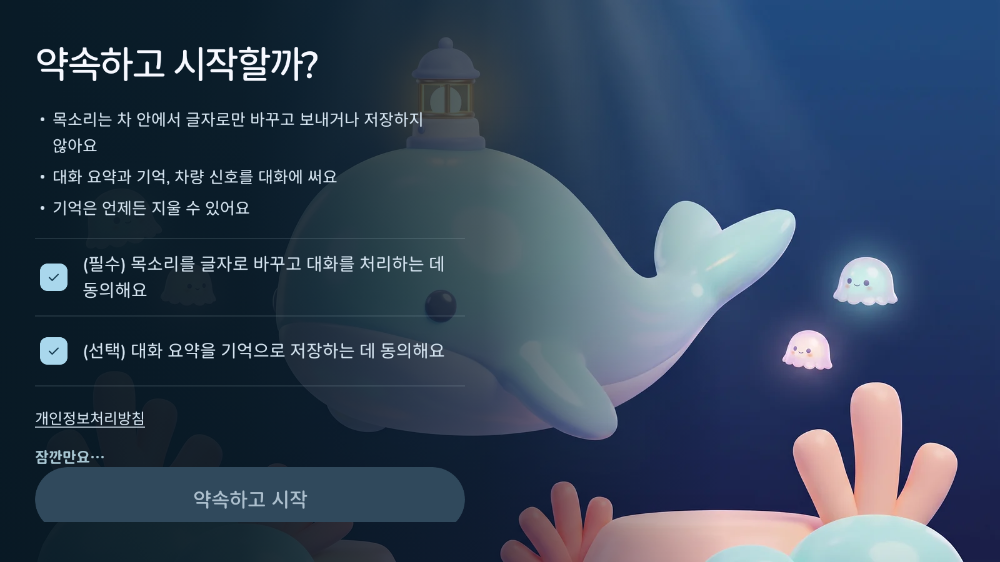 약속하고 시작할까?
• 목소리는 차 안에서 글자로만 바꾸고 보내거나 저장하지
않아요
• 대화 요약과 기억, 차량 신호를 대화에 써요
• 기억은 언제든 지울 수 있어요
(필수) 목소리를 글자로 바꾸고 대화를 처리하는 데
동의해요
(선택) 대화 요약을 기억으로 저장하는 데 동의해요
개인정보처리방침
잠깐만요…
약속하고 시작